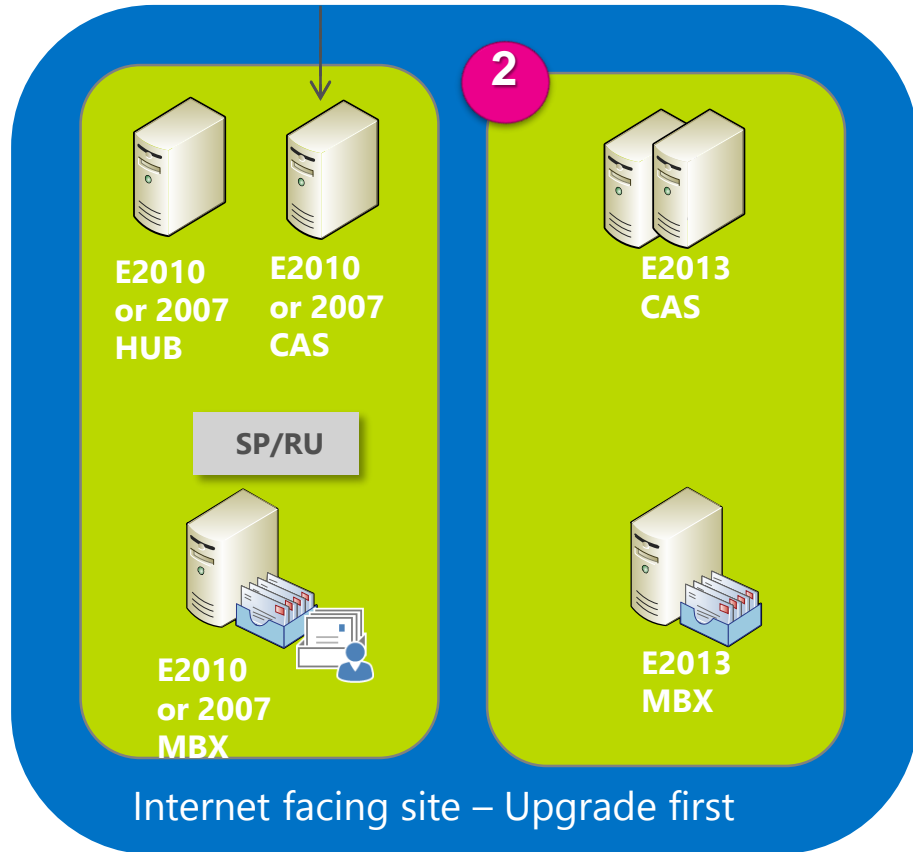 2
E2010
or 2007
HUB
E2010
or 2007
CAS
SP/RU
E2010
or 2007
MBX
E2013
CAS
E2013
MBX
Internet facing site – Upgrade first